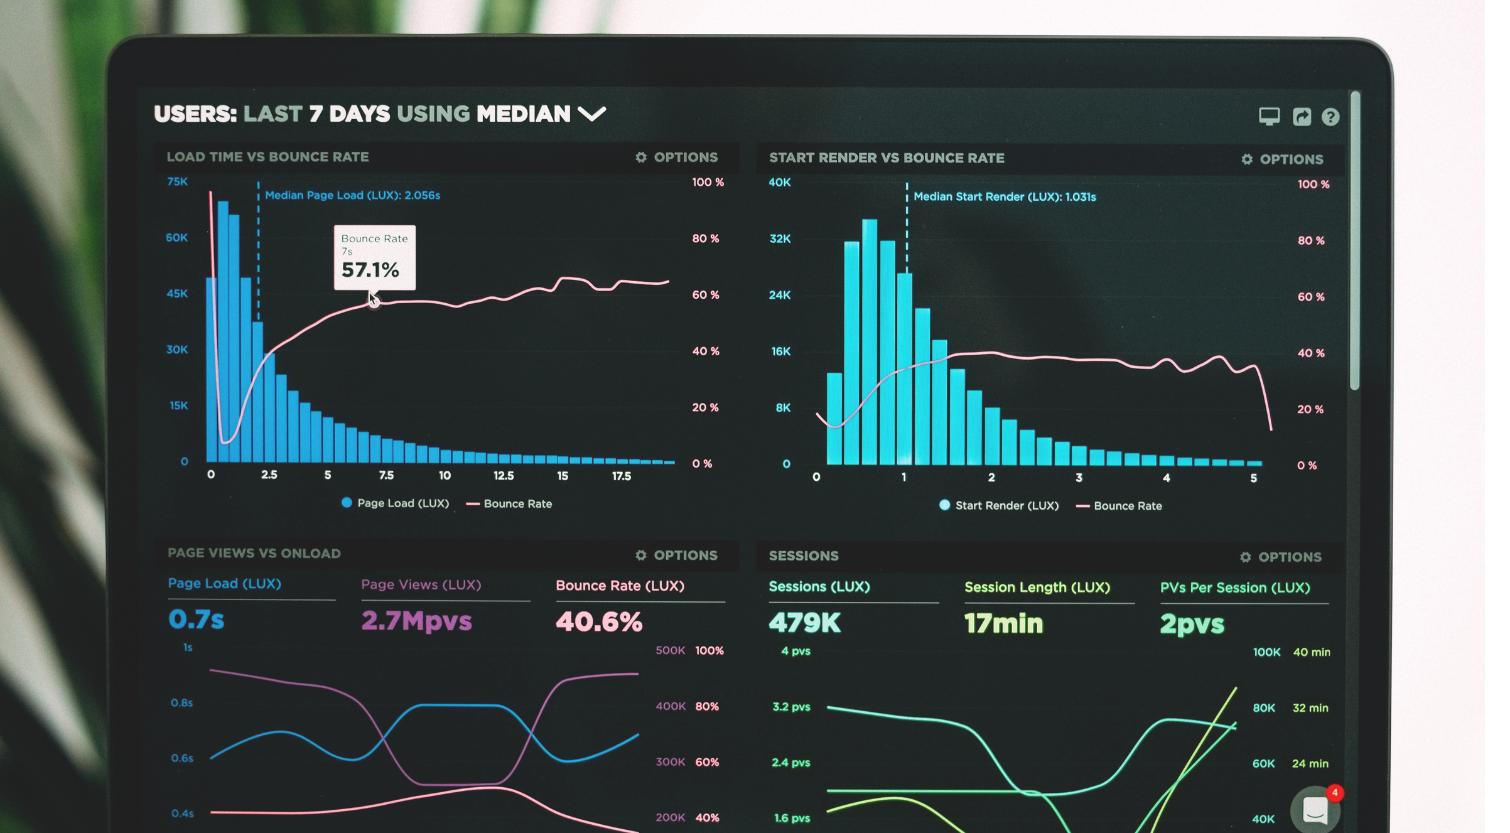 USERS: LAST 7 DAYS USING MEDIAN
LOAD TIME VS BOUNCE RATE
OPTIONS
75K
60K
45K
30K
15K
0
Median Page Load (LUX): 2.056s
Bounce Rate
7s
57.1%
100 %
80 %
60 %
40 %
20 %
0 %
0 2.5 5 7.5 10 12.5 15 17.5
Page Load (LUX) Bounce Rate
START RENDER VS BOUNCE RATE
OPTIONS
40K
32K
24K
16K
8K
0
Median Start Render (LUX): 1.031s
100 %
80 %
60 %
40 %
20 %
0 %
0 1 2 3 4 5
Start Render (LUX) Bounce Rate
PAGE VIEWS VS ONLOAD
OPTIONS
Page Load (LUX) Page Views (LUX) Bounce Rate (LUX)
0.7s 2.7Mpvs 40.6%
1s
0.8s
0.6s
0.4s
500K 100%
400K 80%
300K 60%
200K 40%
SESSIONS
OPTIONS
Sessions (LUX) Session Length (LUX) PVs Per Session (LUX)
479K 17min 2pvs
4 pvs
3.2 pvs
2.4 pvs
1.6 pvs
100K 40 min
80K 32 min
60K 24 min
40K
4